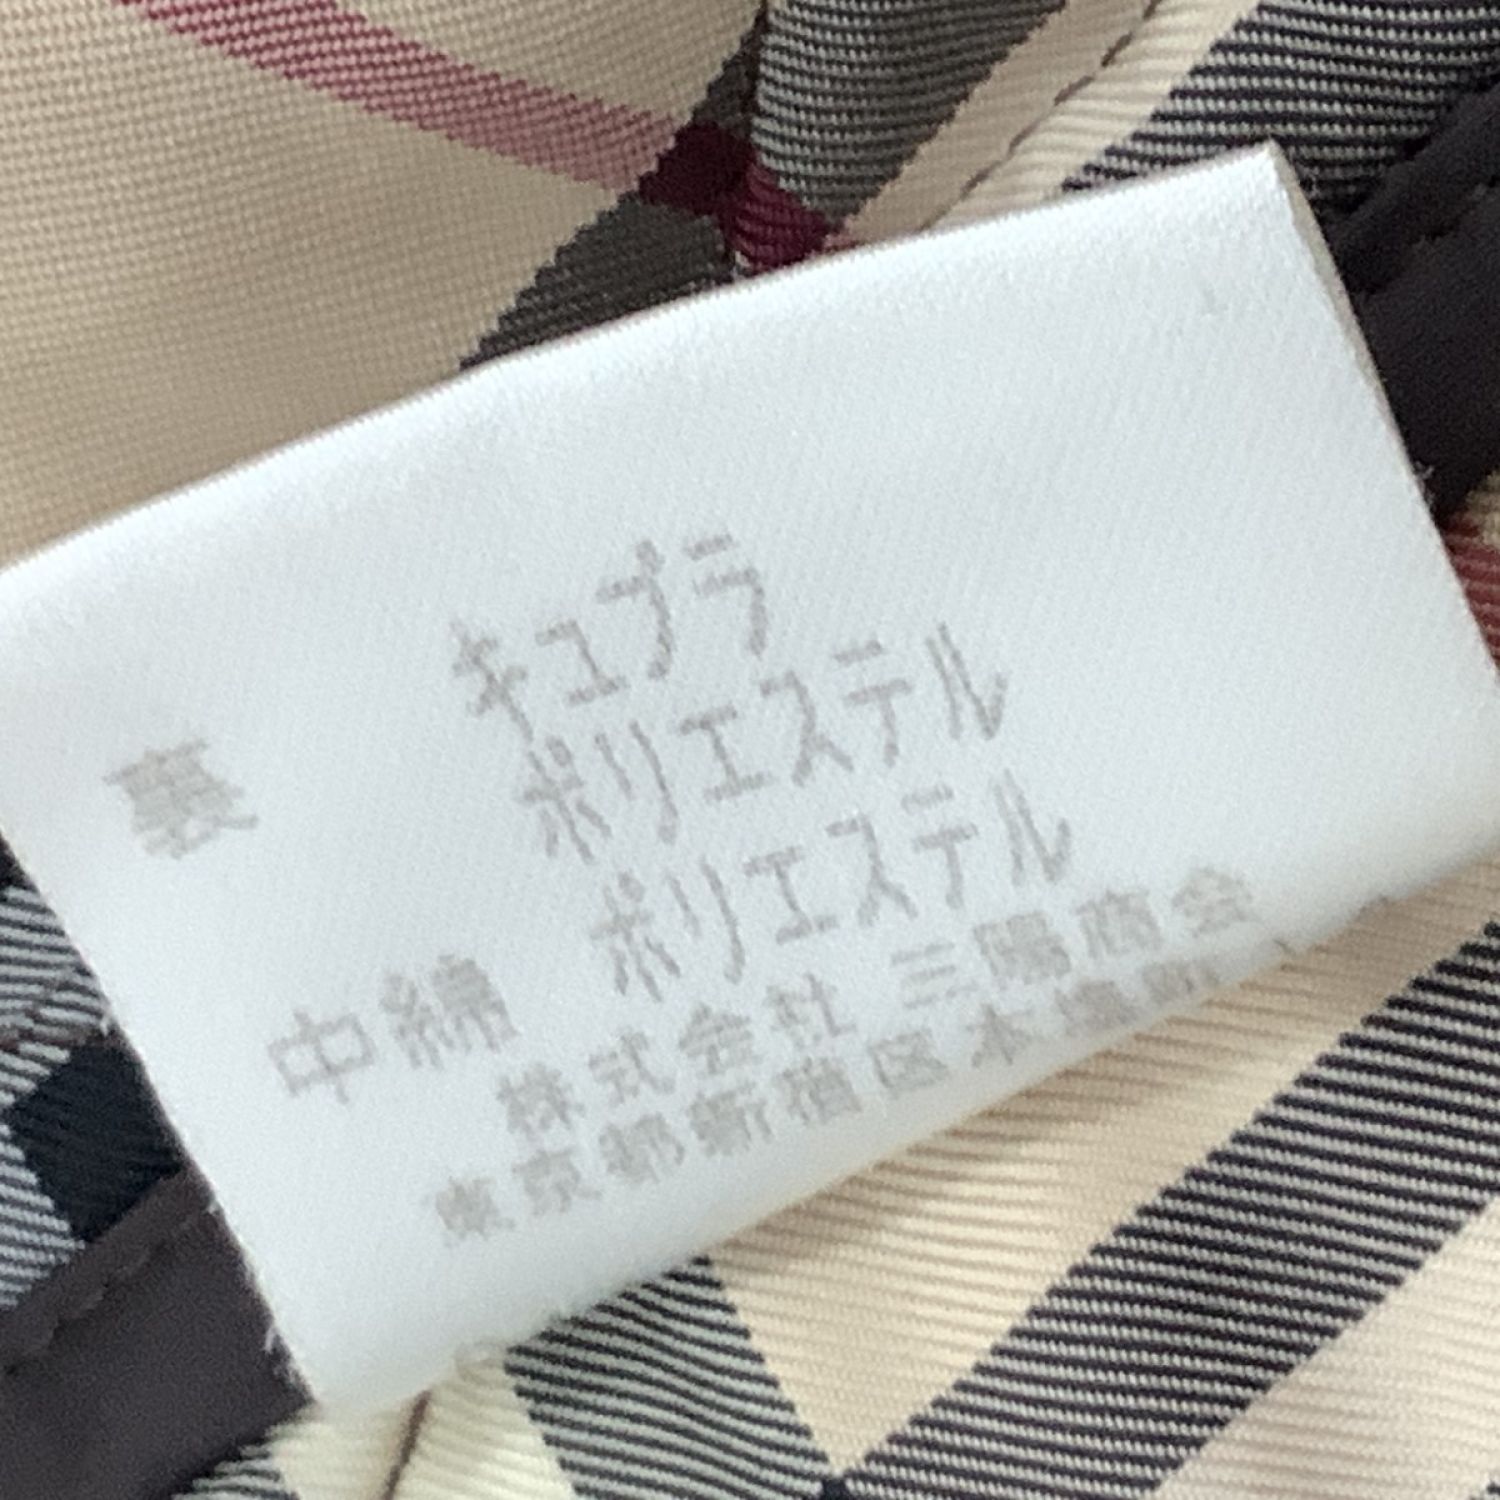 キュプラ
裏 ポリエステル
中綿 ポリエステル
株式会社 三陽商会
東京都新宿区本塩町